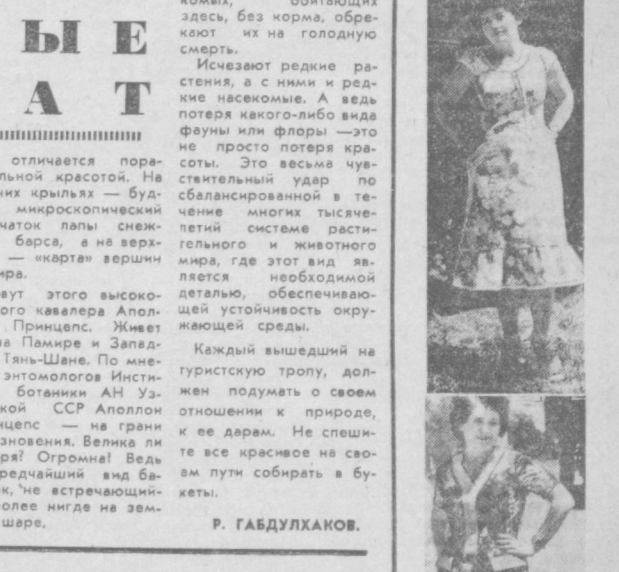 ЫЕ
АТ
отличается пора-
льной красотой. На
них крыльях — буд-
микроскопический
чаток лапы снеж-
барса, а на верх-
— «карта» вершин
ира.
вут этого высоко-
ого кавалера Апол-
Принцепс. Живет
на Памире и Запад-
Тянь-Шане. По мне-
энтомологов Инсти-
ботаники АН Уз-
кой ССР Аполлон
нцепс — на грани
зновения. Велика ли
ря? Огромна! Ведь
редчайший вид ба-
к, не встречающий-
олее нигде на зем-
шаре.
комых, обитающих
здесь, без корма, обре-
кают их на голодную
смерть.
Исчезают редкие ра-
стения, а с ними и ред-
кие насекомые. А ведь
потеря какого-либо вида
фауны или флоры —это
не просто потеря кра-
соты. Это весьма чув-
ствительный удар по
сбалансированной в те-
чение многих тысяче-
летий системе расти-
тельного и животного
мира, где этот вид яв-
ляется необходимой
деталью, обеспечиваю-
щей устойчивость окру-
жающей среды.
Каждый вышедший на
туристскую тропу, дол-
жен подумать о своем
отношении к природе,
к ее дарам. Не спеши-
те все красивое на сво-
ем пути собирать в бу-
кеты.
Р. ГАБДУЛХАКОВ.